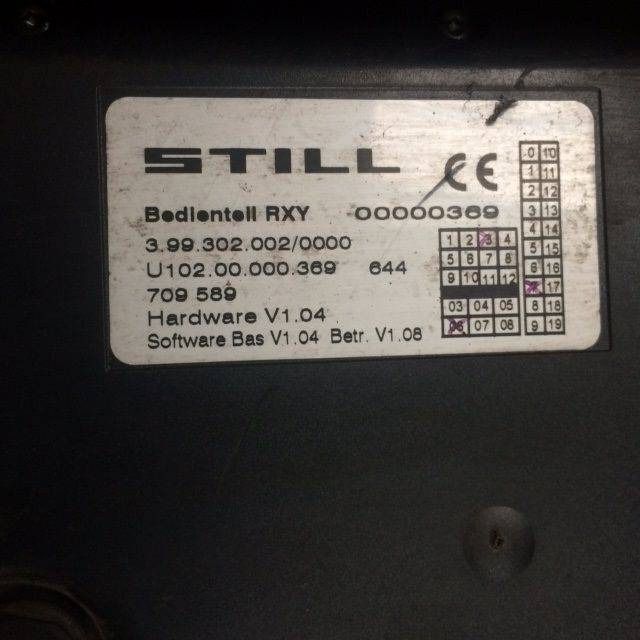 STILL CE
Bedienteil RXY 00000369
3.99.302.002/0000
U102.00.000.369 644
709 589
Hardware V1.04
Software Bas V1.04 Betr. V1.06
1 2 4
5 6 7 8
9 10 11 12
03 04 05
06 07 08
0 10
1 11
2 12
3 13
4 14
5 15
6 16
17
8 18
9 19